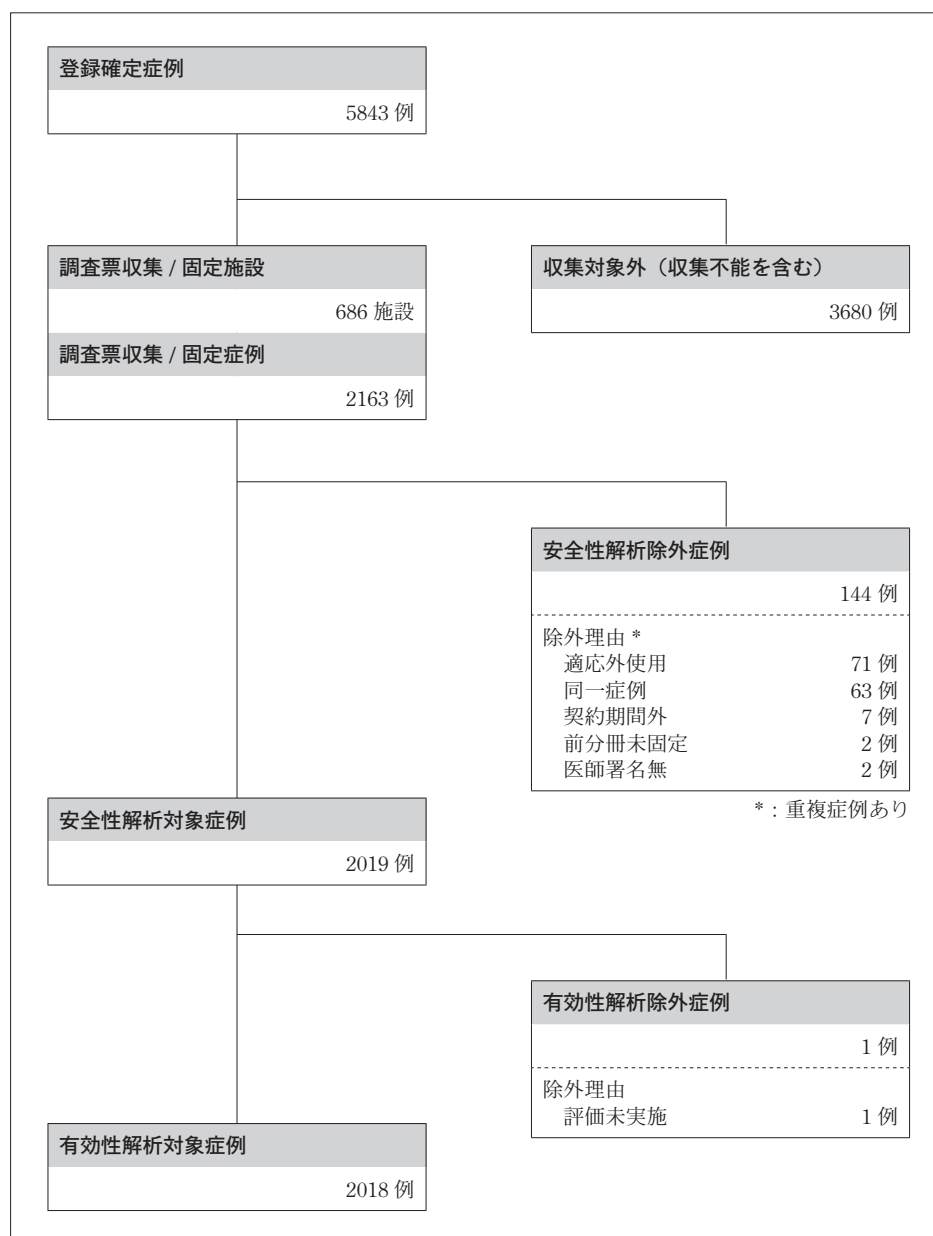 登録確定症例
5843 例
調査票収集 / 固定施設
686 施設
調査票収集 / 固定症例
2163 例
収集対象外（収集不能を含む）
3680 例
安全性解析除外症例
144 例
除外理由 *
適応外使用 71 例
同一症例 63 例
契約期間外 7 例
前分冊未固定 2 例
医師署名無 2 例
*：重複症例あり
安全性解析対象症例
2019 例
有効性解析除外症例
1 例
除外理由
評価未実施 1 例
有効性解析対象症例
2018 例